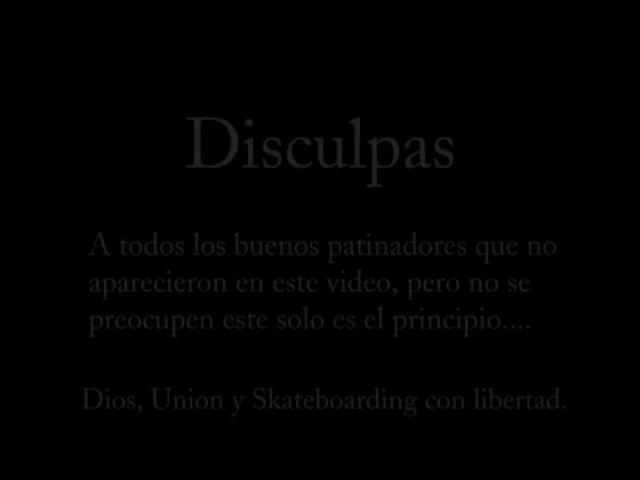 Disculpas
A todos los buenos patinadores que no
aparecieron en este video, pero no se
preocupen este solo es el principio....
Dios, Union y Skateboarding con libertad.